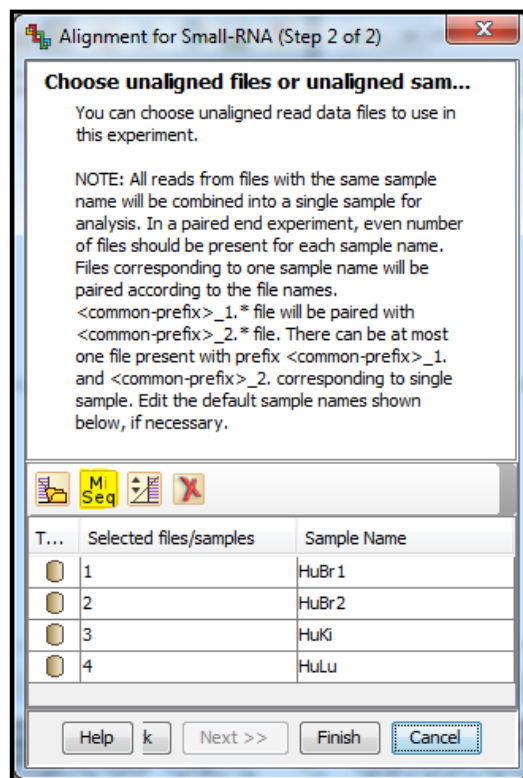 Alignment for Small-RNA (Step 2 of 2)
Choose unaligned files or unaligned sam...
You can choose unaligned read data files to use in
this experiment.
NOTE: All reads from files with the same sample
name will be combined into a single sample for
analysis. In a paired end experiment, even number
of files should be present for each sample name.
Files corresponding to one sample name will be
paired according to the file names.
<common-prefix>_1.* file will be paired with
<common-prefix>_2.* file. There can be at most
one file present with prefix <common-prefix>_1.
and <common-prefix>_2. corresponding to single
sample. Edit the default sample names shown
below, if necessary.
Mi
Seq
T... Selected files/samples Sample Name
1 HuBr1
2 HuBr2
3 HuKi
4 HuLu
Help k Next >> Finish Cancel